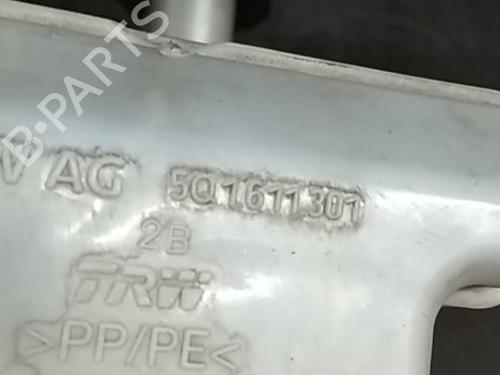 B-PARTS
AG 5Q1611301
2B
TRW
>PP/PE<